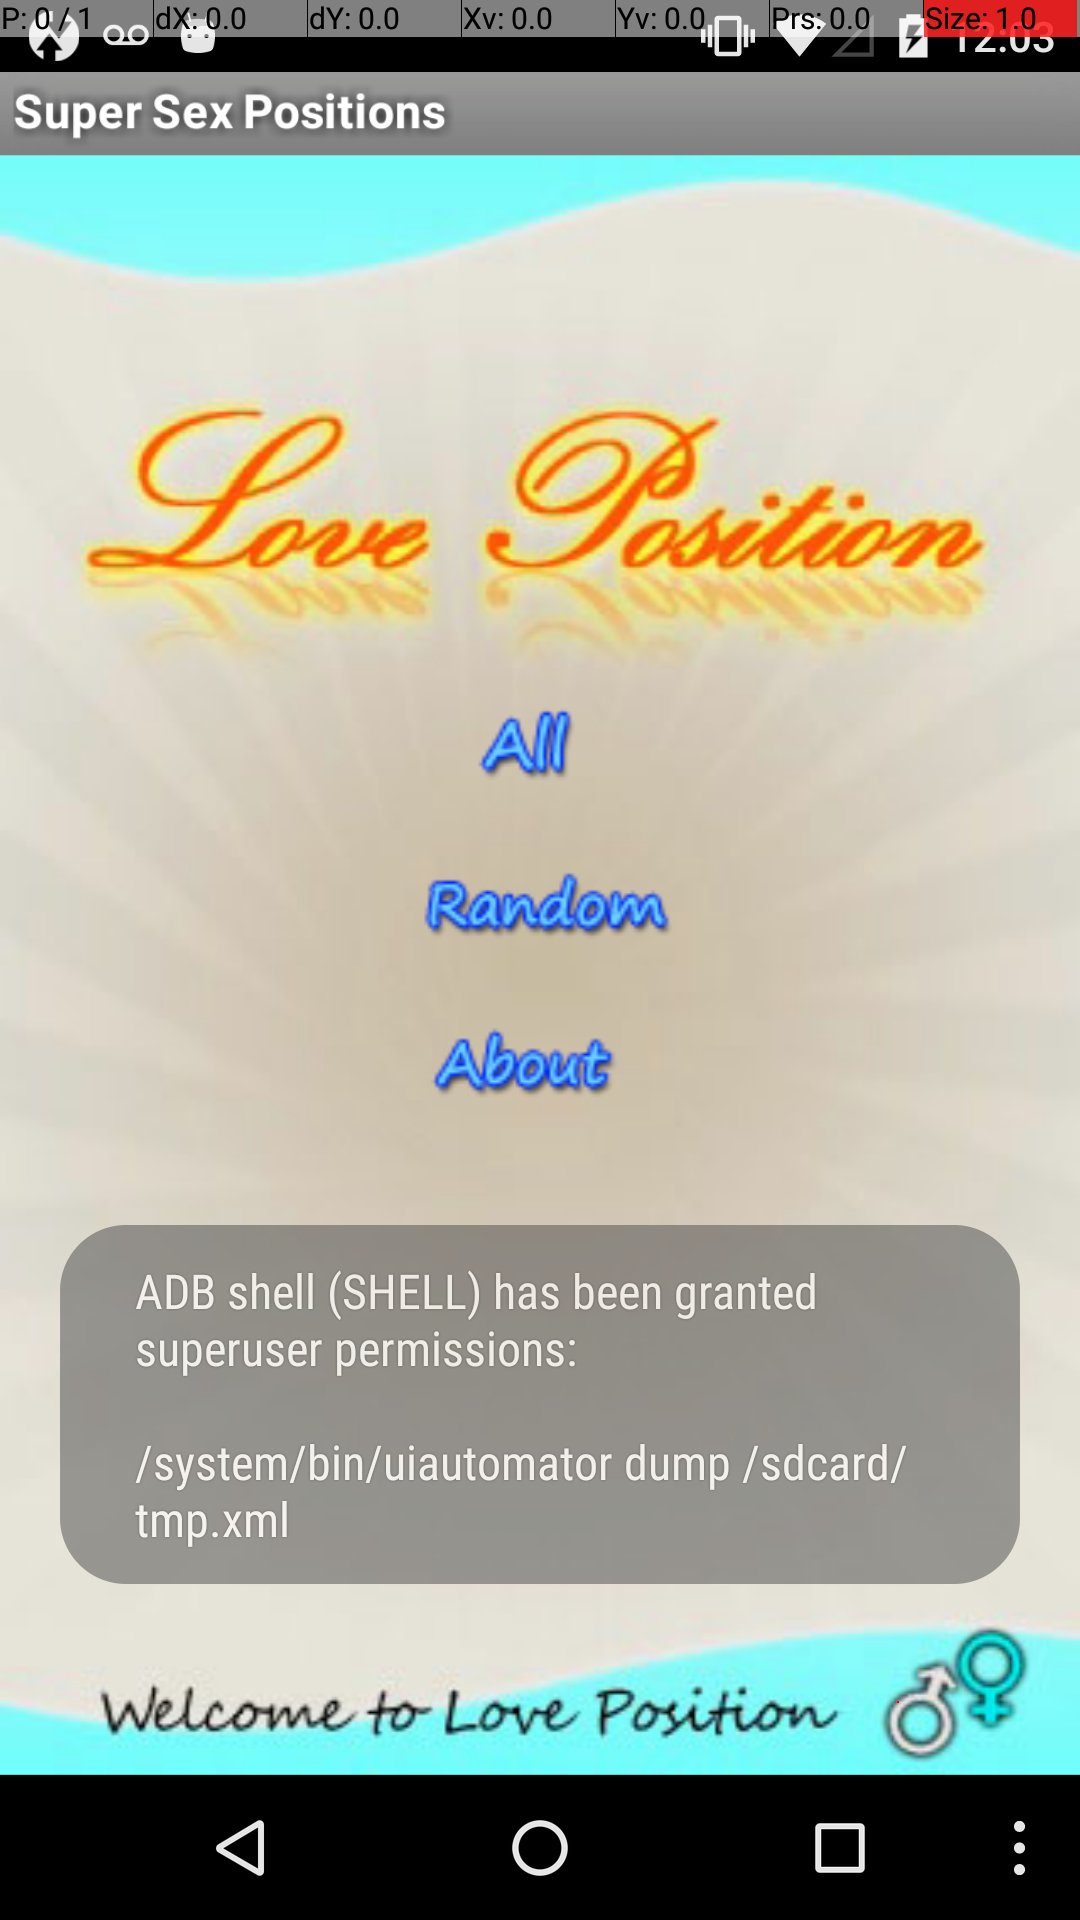 P: 0 / 1 dX: 0.0 dY: 0.0 Xv: 0.0 Yv: 0.0 Prs: 0.0 Size: 1.0
12:03
Super Sex Positions
Love Position
All
Random
About
ADB shell (SHELL) has been granted
superuser permissions:
/system/bin/uiautomator dump /sdcard/
tmp.xml
Welcome to Love Position